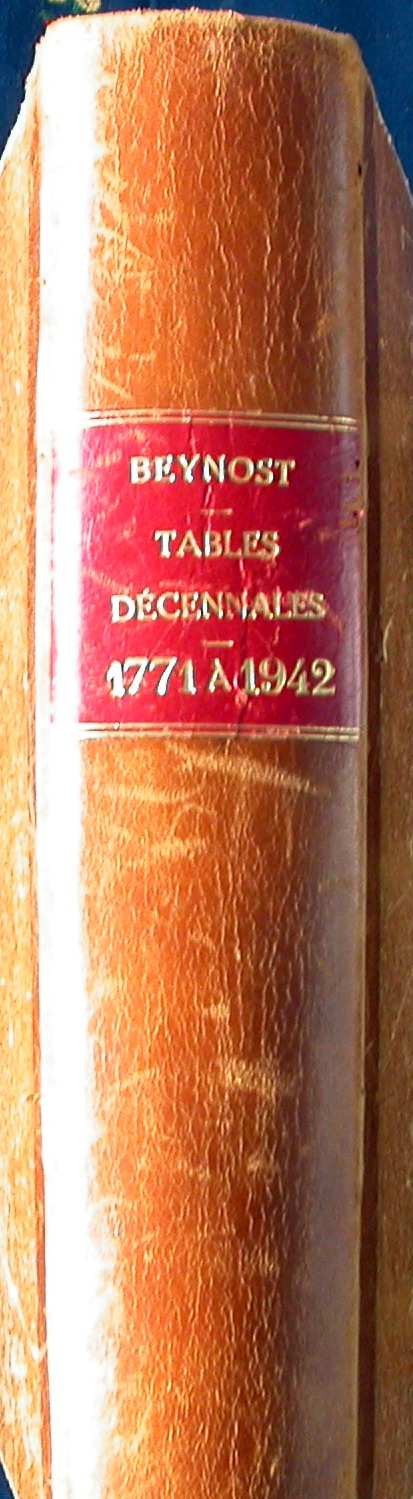 BEYNOST
—
TABLES
DÉCENNALES
—
1771 À 1942